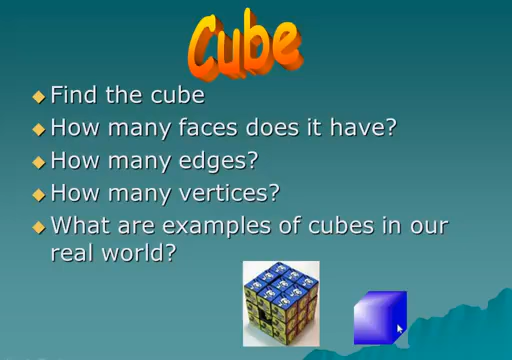 Cube
Find the cube
How many faces does it have?
How many edges?
How many vertices?
What are examples of cubes in our
real world?